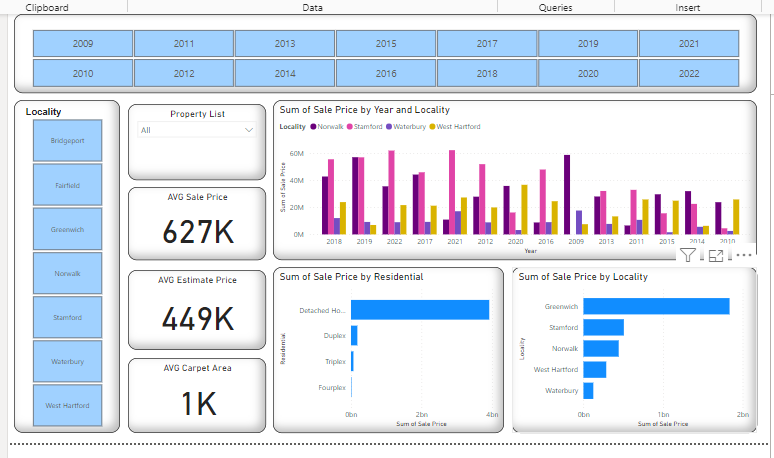 Clipboard Data Queries Insert
2009 2011 2013 2015 2017 2019 2021
2010 2012 2014 2016 2018 2020 2022
Locality
Bridgeport
Fairfield
Greenwich
Norwalk
Stamford
Waterbury
West Hartford
Property List
All
AVG Sale Price
627K
AVG Estimate Price
449K
AVG Carpet Area
1K
Sum of Sale Price by Year and Locality
Locality Norwalk Stamford Waterbury West Hartford
Sum of Sale Price
60M
40M
20M
0M
2018 2019 2022 2017 2021 2012 2020 2016 2009 2013 2011 2015 2014 2010
Year
Sum of Sale Price by Residential
Residential
Detached Ho...
Duplex
Triplex
Fourplex
0bn 2bn 4bn
Sum of Sale Price
Sum of Sale Price by Locality
Locality
Greenwich
Stamford
Norwalk
West Hartford
Waterbury
0bn 1bn 2bn
Sum of Sale Price